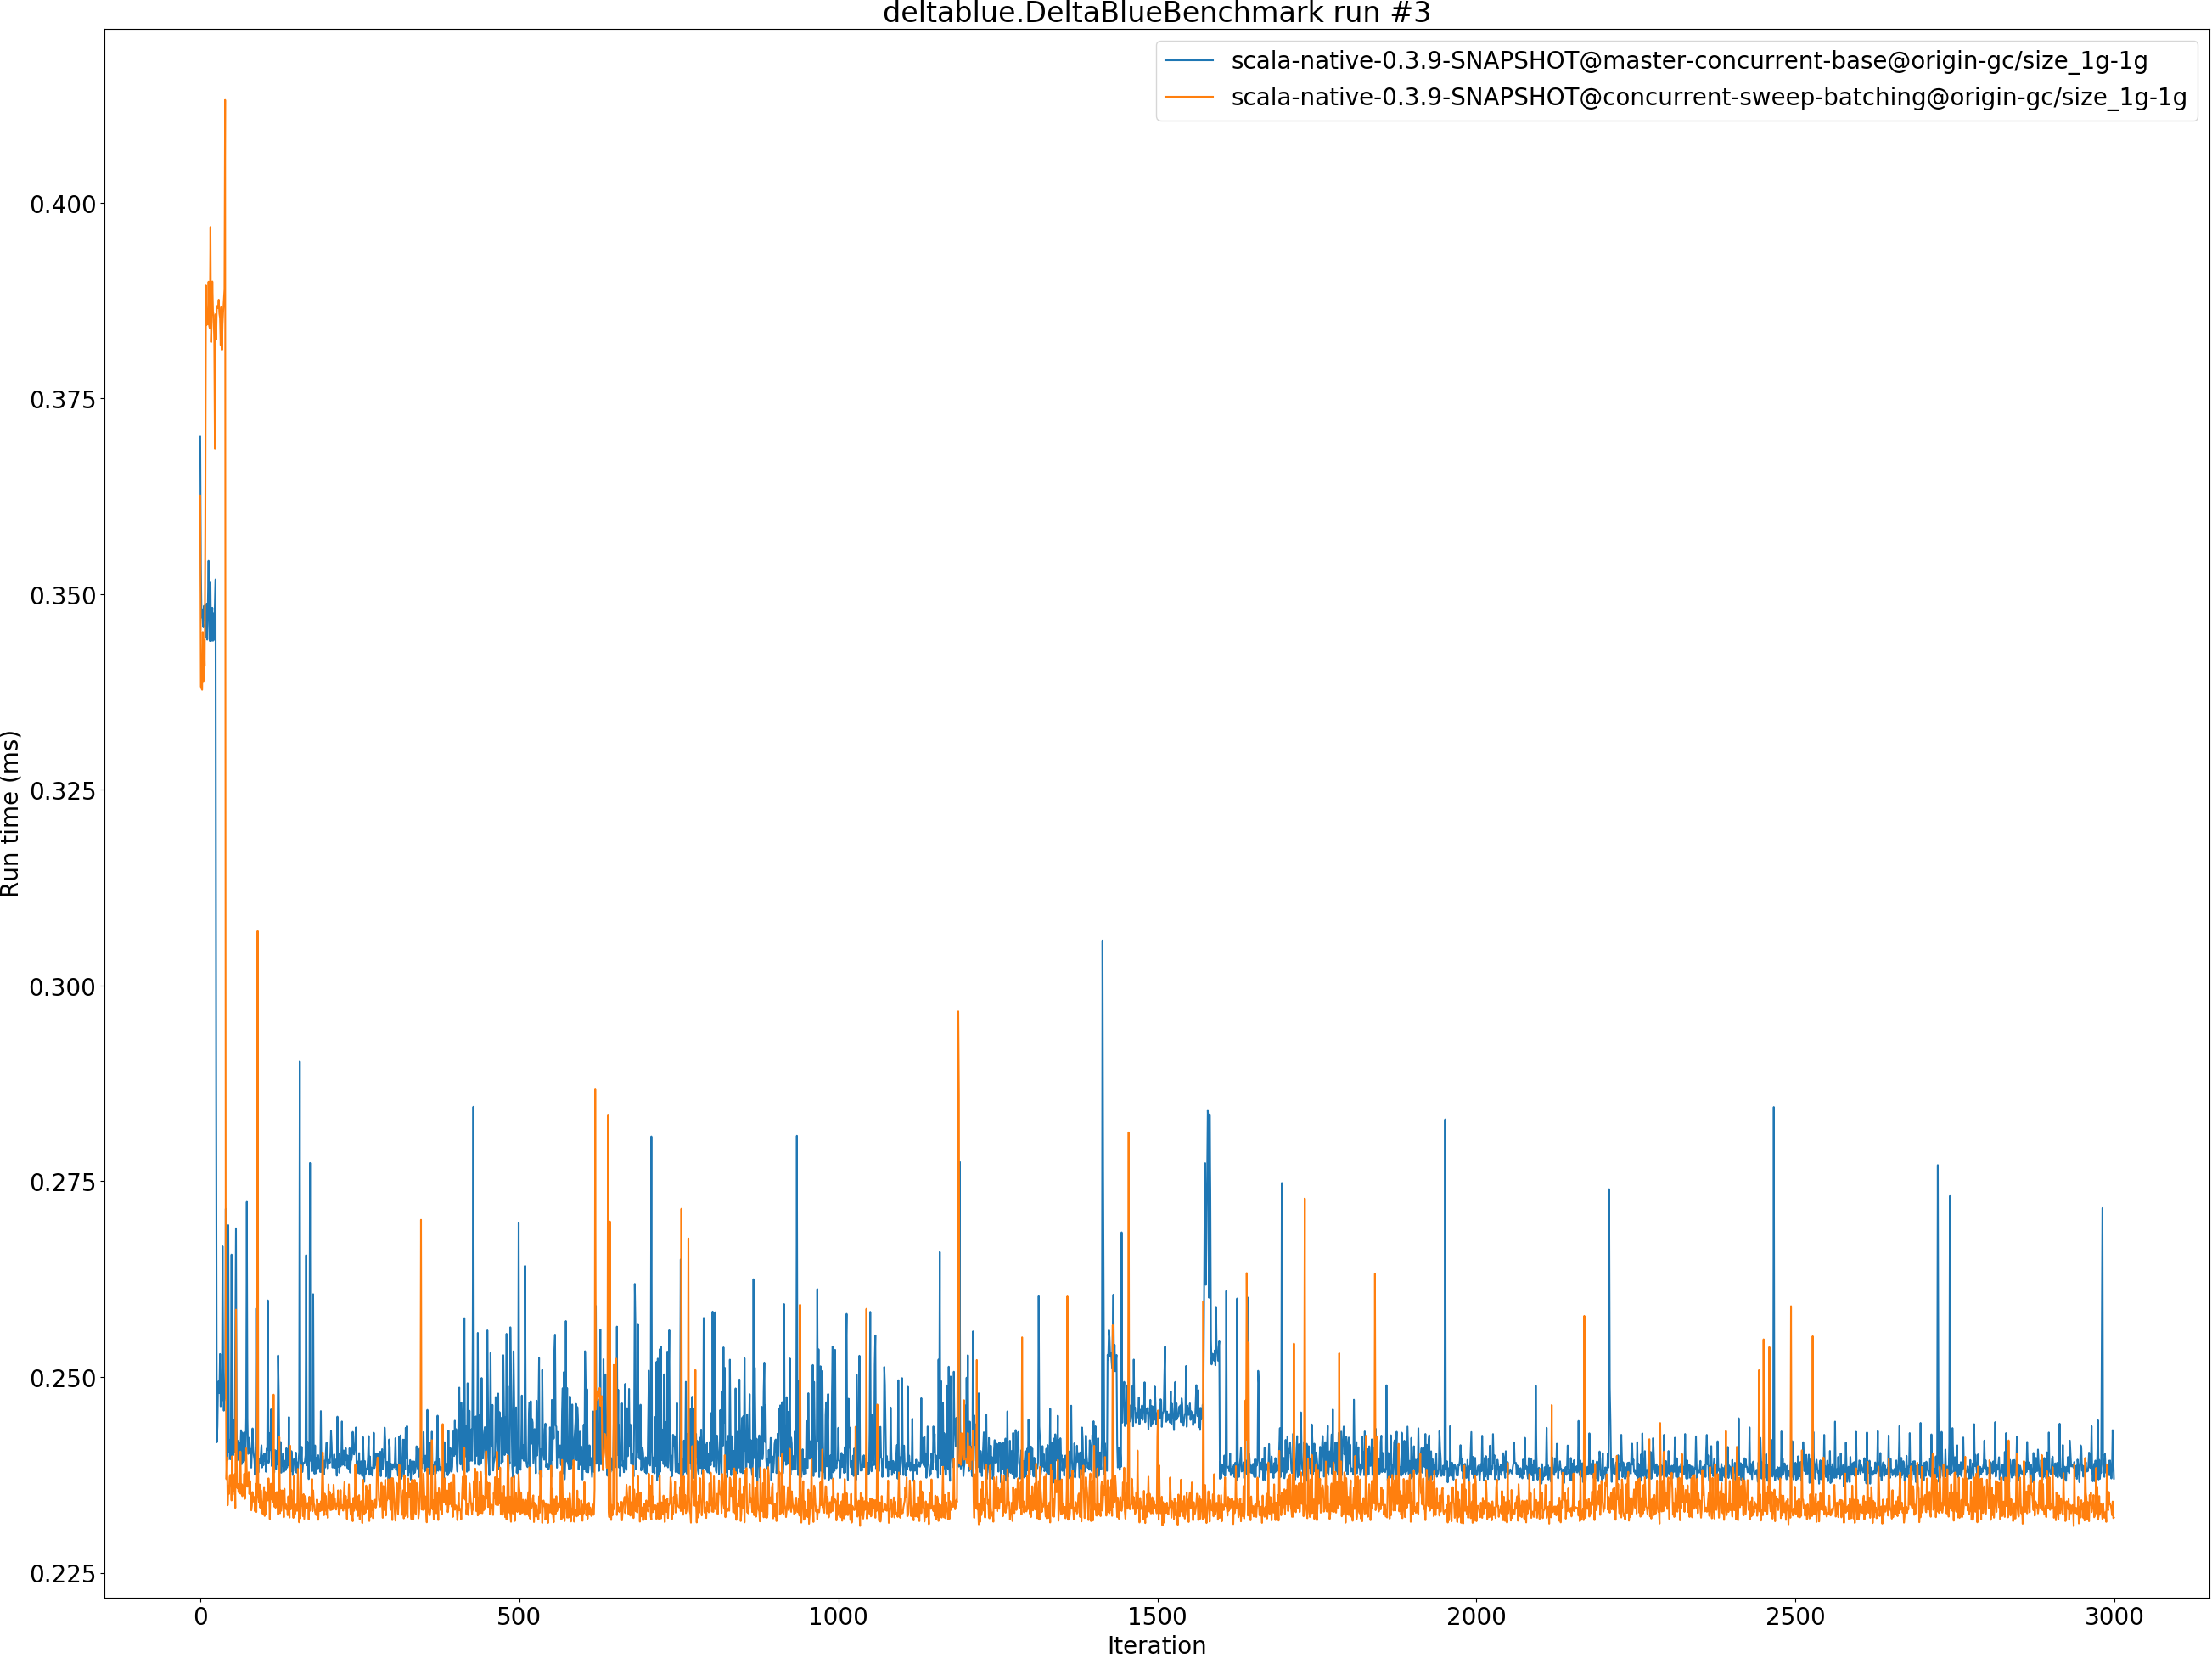 deltablue.DeltaBlueBenchmark run #3
scala-native-0.3.9-SNAPSHOT@master-concurrent-base@origin-gc/size_1g-1g
scala-native-0.3.9-SNAPSHOT@concurrent-sweep-batching@origin-gc/size_1g-1g
0.400
0.375
0.350
0.325
0.300
0.275
0.250
0.225
Run time (ms)
0 500 1000 1500 2000 2500 3000
Iteration